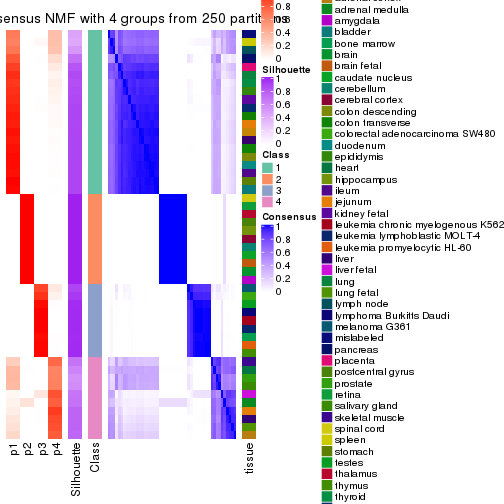 sensus NMF with 4 groups from 250 partitions
0.8
0.6
0.4
0.2
0
Silhouette
1
0.8
0.6
0.4
0.2
0
Class
1
2
3
4
Consensus
1
0.8
0.6
0.4
0.2
0
p1
p2
p3
p4
Silhouette
Class
tissue
adrenal medulla
amygdala
bladder
bone marrow
brain
brain fetal
caudate nucleus
cerebellum
cerebral cortex
colon descending
colon transverse
colorectal adenocarcinoma SW480
duodenum
epididymis
heart
hippocampus
ileum
jejunum
kidney fetal
leukemia chronic myelogenous K562
leukemia lymphoblastic MOLT-4
leukemia promyelocytic HL-60
liver
liver fetal
lung
lung fetal
lymph node
lymphoma Burkitts Daudi
melanoma G361
mislabeled
pancreas
placenta
postcentral gyrus
prostate
retina
salivary gland
skeletal muscle
spinal cord
spleen
stomach
testes
thalamus
thymus
thyroid